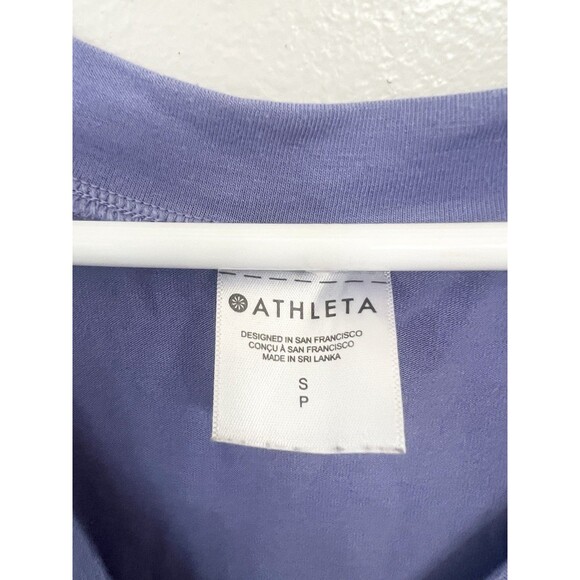 ATHLETA
DESIGNED IN SAN FRANCISCO
CONÇU À SAN FRANCISCO
MADE IN SRI LANKA
S
P